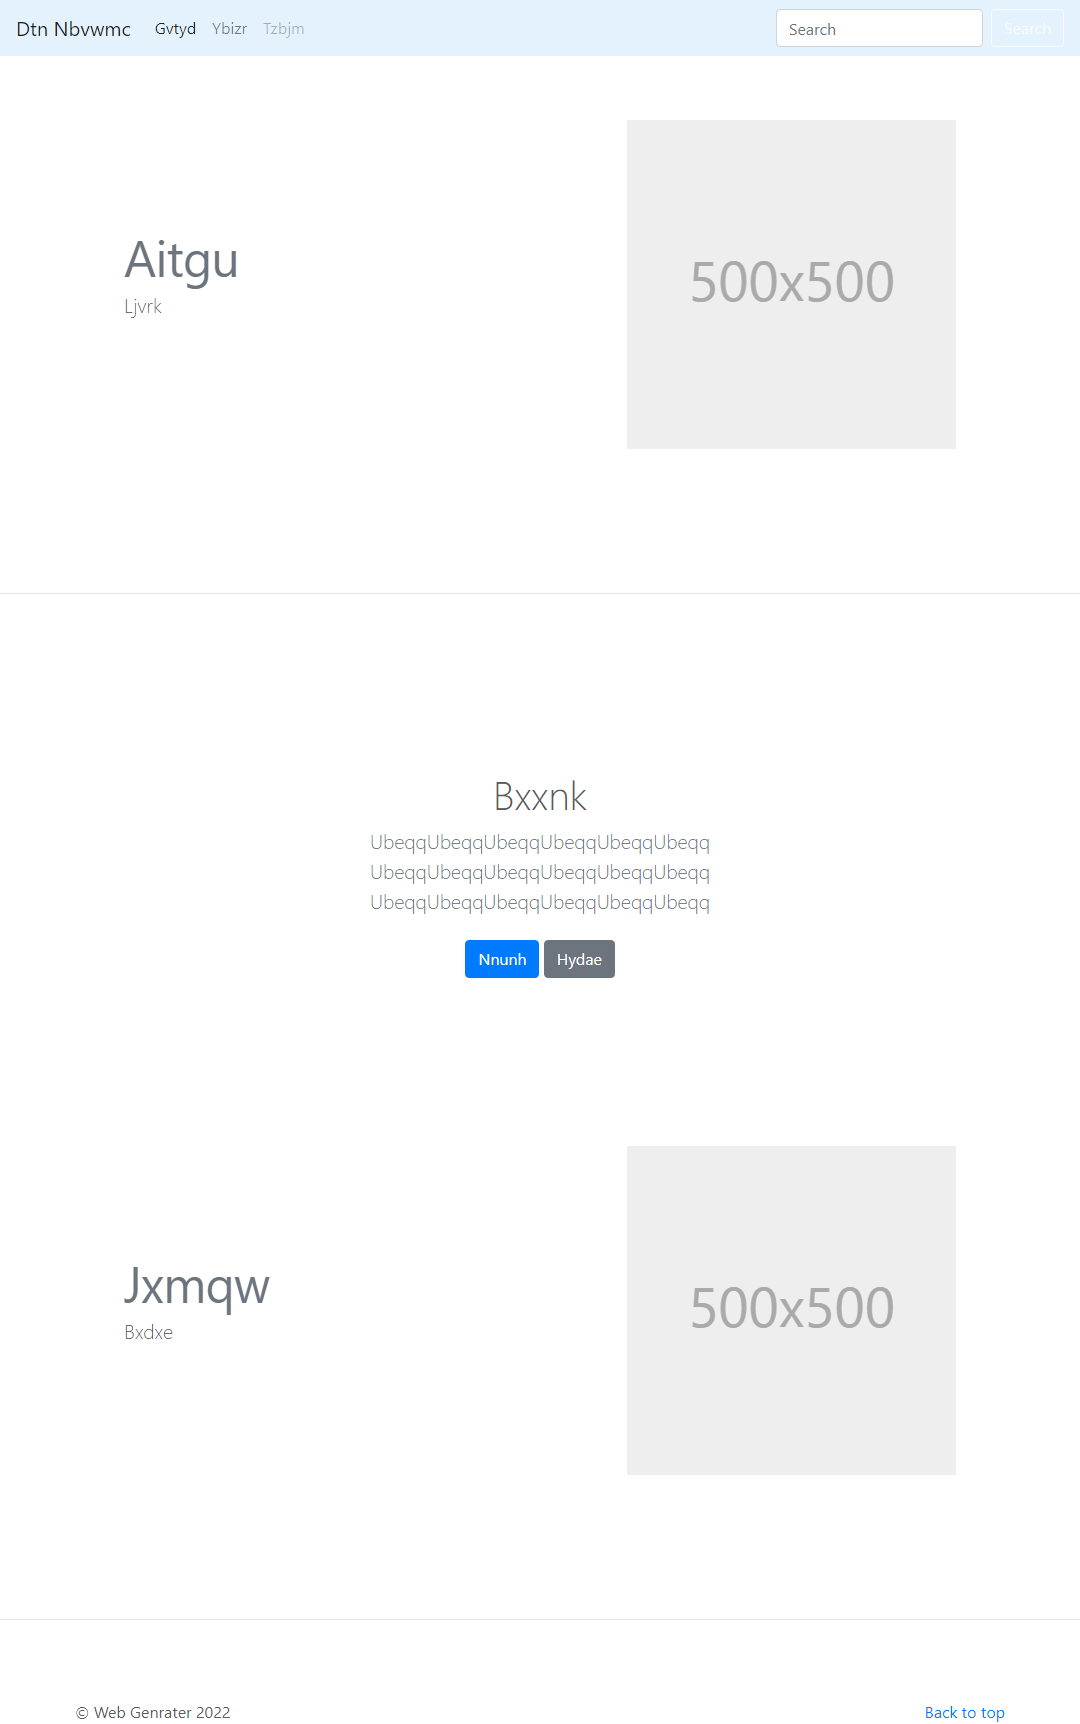 Dtn Nbvwmc Gvtyd Ybizr Tzbjm Search Search
Aitgu
Ljvrk
500x500
Bxxnk
UbeqqUbeqqUbeqqUbeqqUbeqqUbeqq
UbeqqUbeqqUbeqqUbeqqUbeqqUbeqq
UbeqqUbeqqUbeqqUbeqqUbeqqUbeqq
Nnunh Hydae
Jxmqw
Bxdxe
500x500
© Web Genrater 2022 Back to top